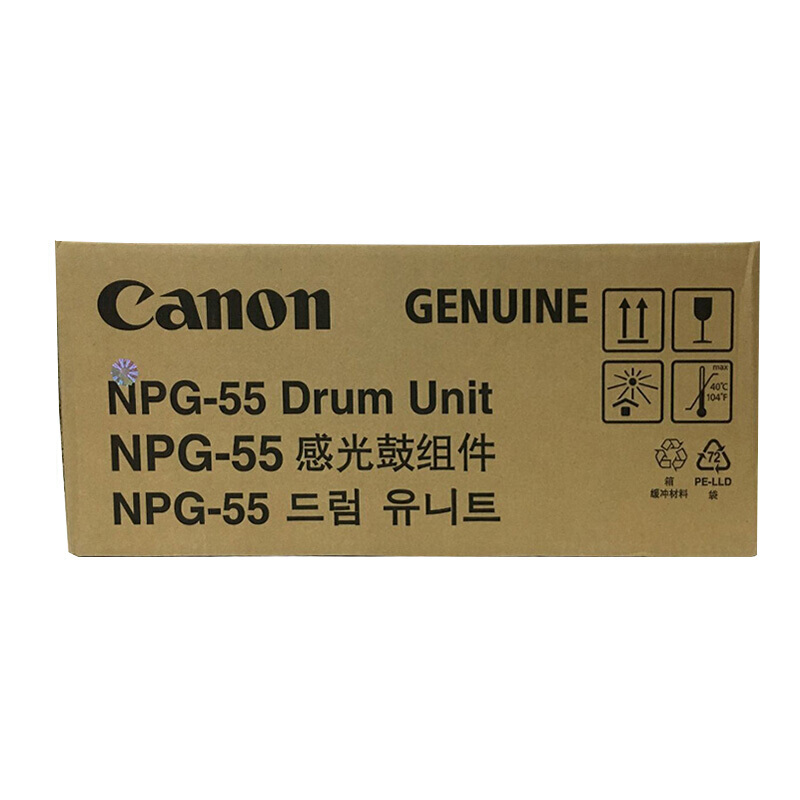 Canon GENUINE
NPG-55 Drum Unit
NPG-55 感光鼓组件
NPG-55 드럼 유니트
max
40℃
104°F
72
箱
缓冲材料
PE-LLD
袋